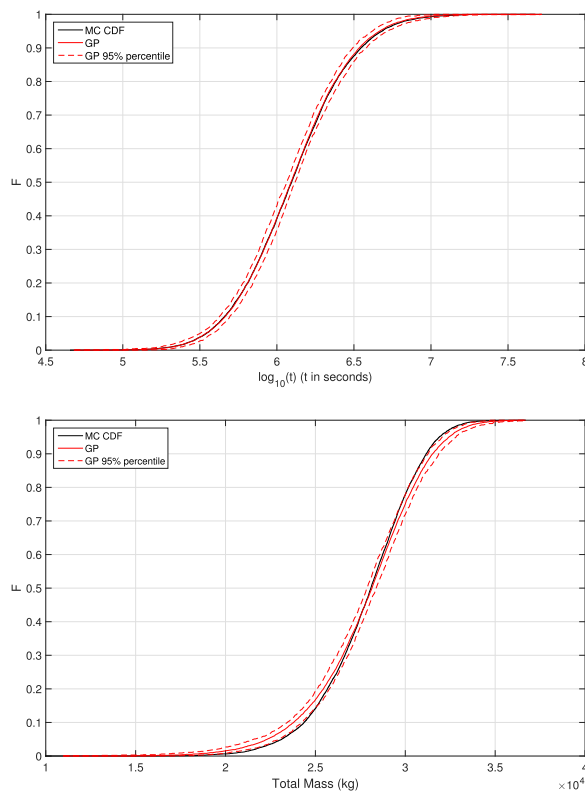 1
0.9
0.8
0.7
0.6
0.5
0.4
0.3
0.2
0.1
0
F
MC CDF
GP
GP 95% percentile
4.5 5 5.5 6 6.5 7 7.5 8
log10(t) (t in seconds)
1
0.9
0.8
0.7
0.6
0.5
0.4
0.3
0.2
0.1
0
F
MC CDF
GP
GP 95% percentile
1 1.5 2 2.5 3 3.5 4
Total Mass (kg)
×10^4